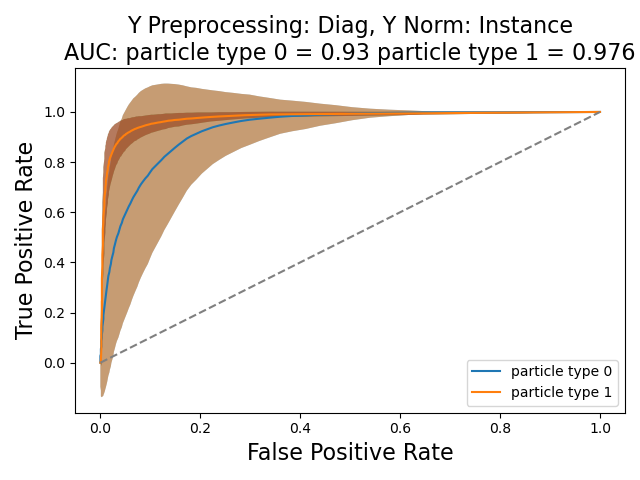 Y Preprocessing: Diag, Y Norm: Instance
AUC: particle type 0 = 0.93 particle type 1 = 0.976
True Positive Rate
1.0
0.8
0.6
0.4
0.2
0.0
particle type 0
particle type 1
0.0 0.2 0.4 0.6 0.8 1.0
False Positive Rate